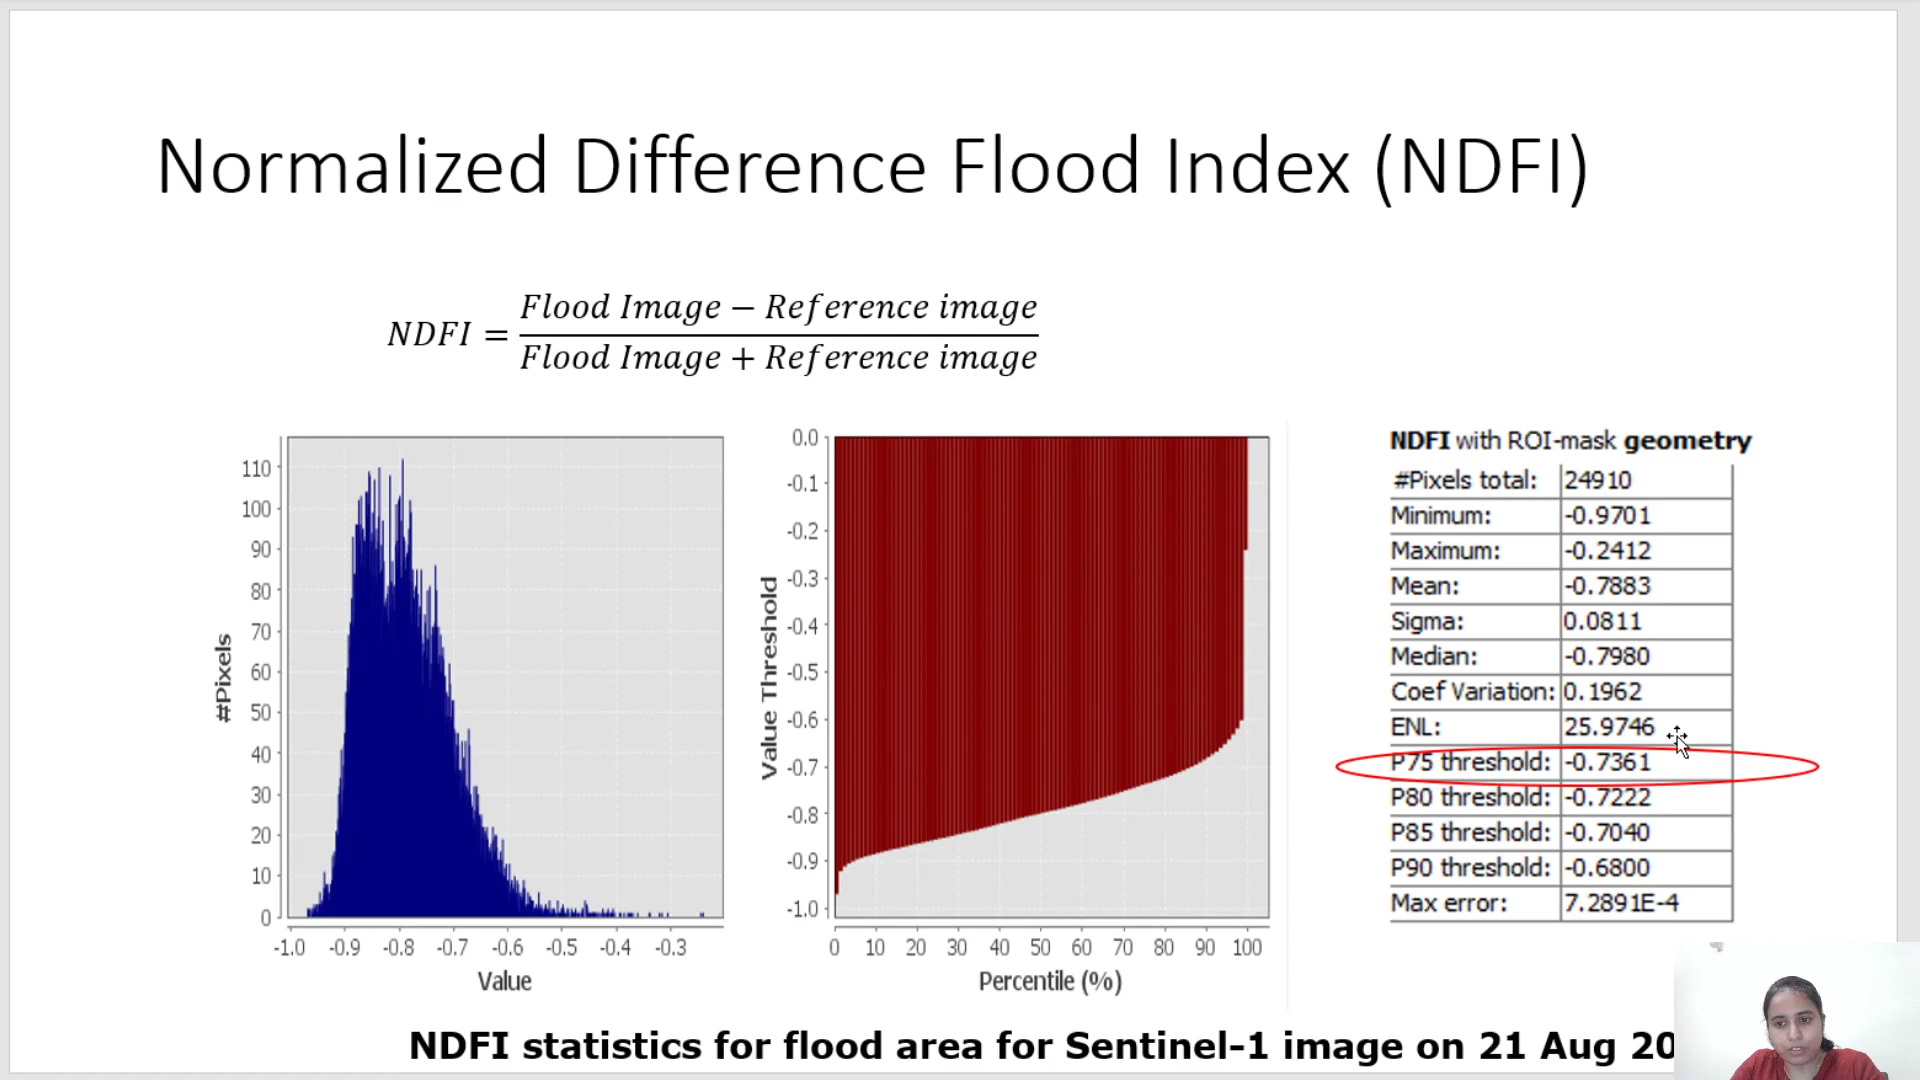 Normalized Difference Flood Index (NDFI)
NDFI = Flood Image − Reference image
Flood Image + Reference image
110
100
90
80
70
60
50
40
30
20
10
0
#Pixels
-1.0 -0.9 -0.8 -0.7 -0.6 -0.5 -0.4 -0.3
Value
0.0
-0.1
-0.2
-0.3
-0.4
-0.5
-0.6
-0.7
-0.8
-0.9
-1.0
Value Threshold
0 10 20 30 40 50 60 70 80 90 100
Percentile (%)
NDFI with ROI-mask geometry
#Pixels total: 24910
Minimum: -0.9701
Maximum: -0.2412
Mean: -0.7883
Sigma: 0.0811
Median: -0.7980
Coef Variation: 0.1962
ENL: 25.9746
P75 threshold: -0.7361
P80 threshold: -0.7222
P85 threshold: -0.7040
P90 threshold: -0.6800
Max error: 7.2891E-4
NDFI statistics for flood area for Sentinel-1 image on 21 Aug 20